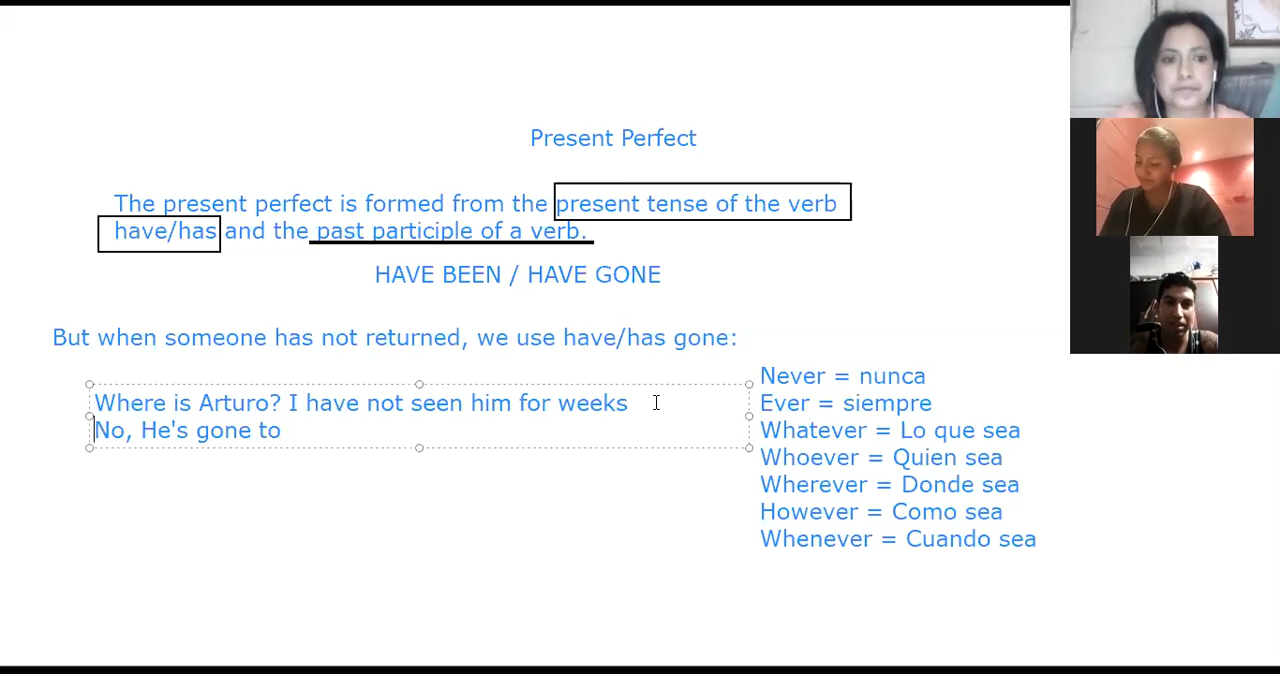 Present Perfect
The present perfect is formed from the present tense of the verb
have/has and the past participle of a verb.
HAVE BEEN / HAVE GONE
But when someone has not returned, we use have/has gone:
Where is Arturo? I have not seen him for weeks
No, He's gone to
Never = nunca
Ever = siempre
Whatever = Lo que sea
Whoever = Quien sea
Wherever = Donde sea
However = Como sea
Whenever = Cuando sea